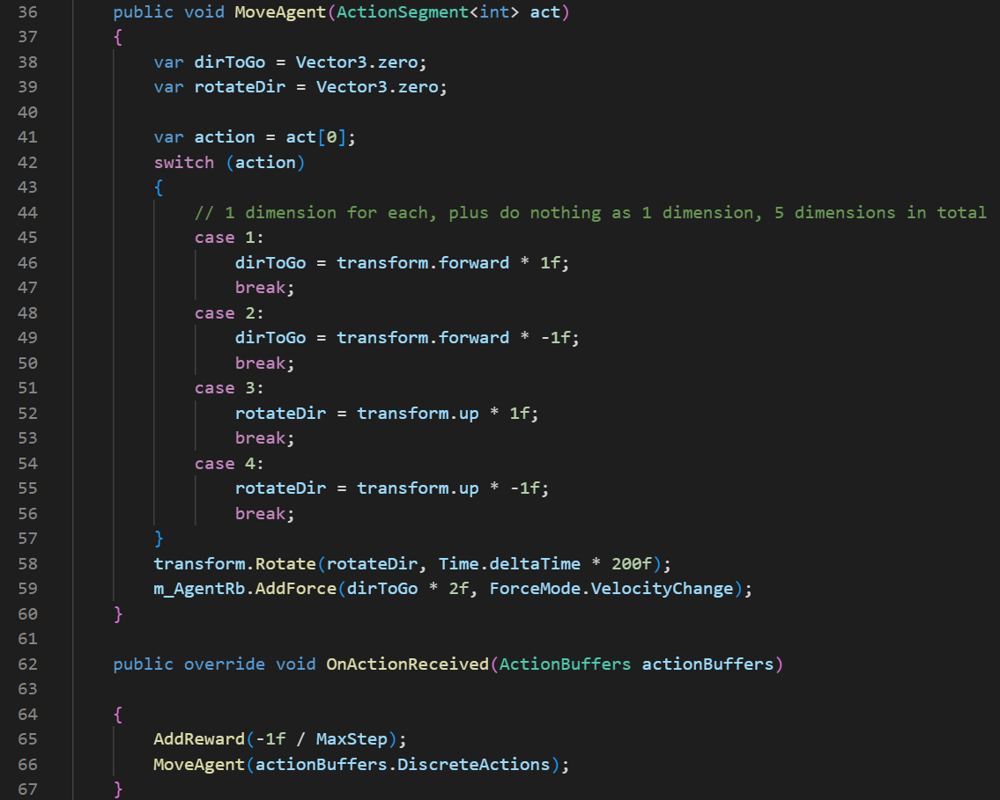 36 public void MoveAgent(ActionSegment<int> act)
37 {
38 var dirToGo = Vector3.zero;
39 var rotateDir = Vector3.zero;
40
41 var action = act[0];
42 switch (action)
43 {
44 // 1 dimension for each, plus do nothing as 1 dimension, 5 dimensions in total
45 case 1:
46 dirToGo = transform.forward * 1f;
47 break;
48 case 2:
49 dirToGo = transform.forward * -1f;
50 break;
51 case 3:
52 rotateDir = transform.up * 1f;
53 break;
54 case 4:
55 rotateDir = transform.up * -1f;
56 break;
57 }
58 transform.Rotate(rotateDir, Time.deltaTime * 200f);
59 m_AgentRb.AddForce(dirToGo * 2f, ForceMode.VelocityChange);
60 }
61
62 public override void OnActionReceived(ActionBuffers actionBuffers)
63
64 {
65 AddReward(-1f / MaxStep);
66 MoveAgent(actionBuffers.DiscreteActions);
67 }